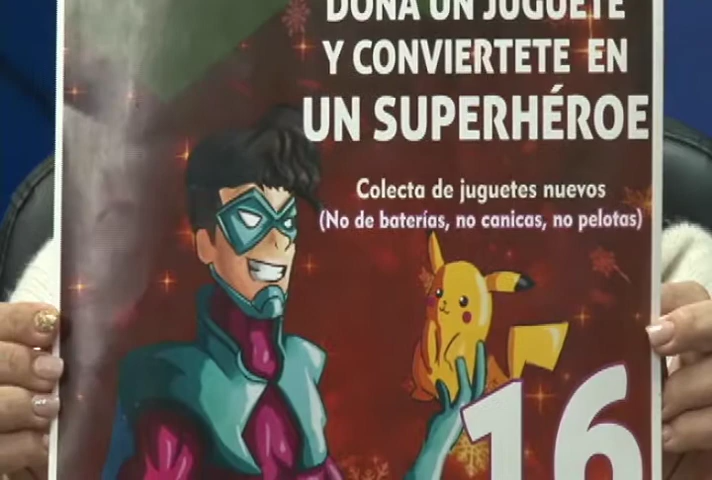 DONA UN JUGUETE
Y CONVIERTETE EN
UN SUPERHÉROE
Colecta de juguetes nuevos
(No de baterías, no canicas, no pelotas)
16